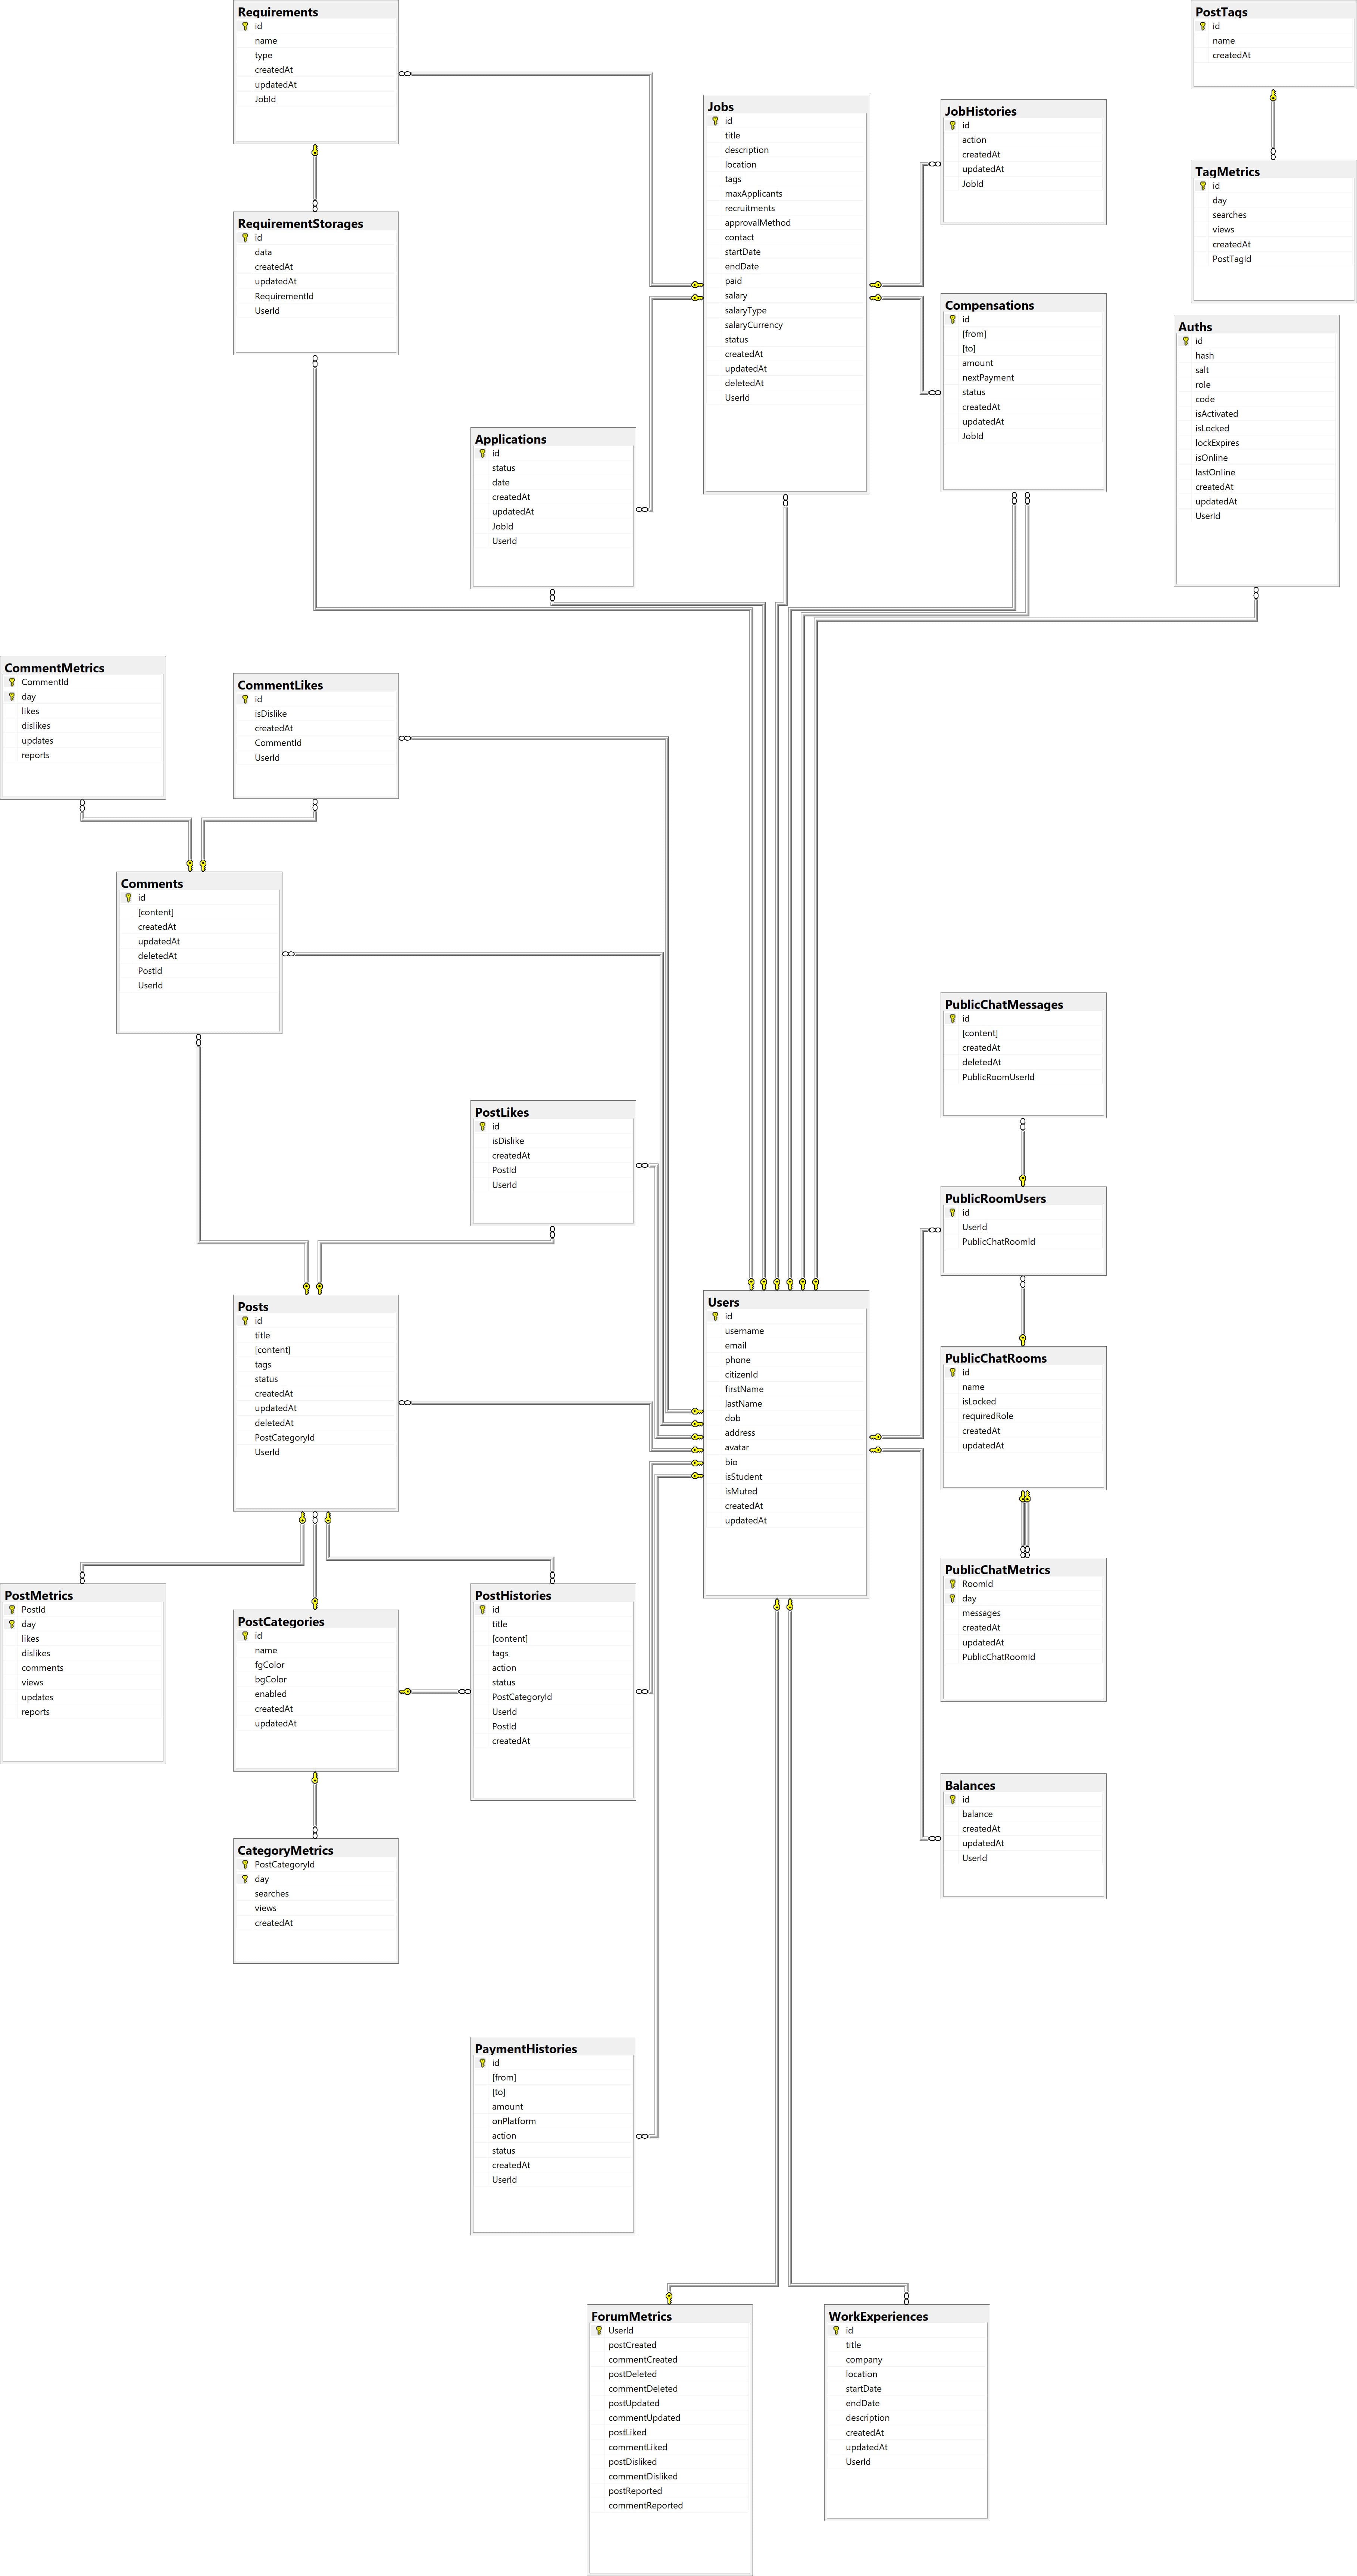 Requirements
id
name
type
createdAt
updatedAt
JobId
PostTags
id
name
createdAt
Jobs
id
title
description
location
tags
maxApplicants
recruitments
approvalMethod
contact
startDate
endDate
paid
salary
salaryType
salaryCurrency
status
createdAt
updatedAt
deletedAt
UserId
JobHistories
id
action
createdAt
updatedAt
JobId
TagMetrics
id
day
searches
views
createdAt
PostTagId
RequirementStorages
id
data
createdAt
updatedAt
RequirementId
UserId
Compensations
id
[from]
[to]
amount
nextPayment
status
createdAt
updatedAt
JobId
Auths
id
hash
salt
role
code
isActivated
isLocked
lockExpires
isOnline
lastOnline
createdAt
updatedAt
UserId
Applications
id
status
date
createdAt
updatedAt
JobId
UserId
CommentMetrics
CommentId
day
likes
dislikes
updates
reports
CommentLikes
id
isDislike
createdAt
CommentId
UserId
Comments
id
[content]
createdAt
updatedAt
deletedAt
PostId
UserId
PublicChatMessages
id
[content]
createdAt
deletedAt
PublicRoomUserId
PostLikes
id
isDislike
createdAt
PostId
UserId
PublicRoomUsers
id
UserId
PublicChatRoomId
Posts
id
title
[content]
tags
status
createdAt
updatedAt
deletedAt
PostCategoryId
UserId
Users
id
username
email
phone
citizenId
firstName
lastName
dob
address
avatar
bio
isStudent
isMuted
createdAt
updatedAt
PublicChatRooms
id
name
isLocked
requiredRole
createdAt
updatedAt
PublicChatMetrics
RoomId
day
messages
createdAt
updatedAt
PublicChatRoomId
PostMetrics
PostId
day
likes
dislikes
comments
views
updates
reports
PostCategories
id
name
fgColor
bgColor
enabled
createdAt
updatedAt
PostHistories
id
title
[content]
tags
action
status
PostCategoryId
UserId
PostId
createdAt
Balances
id
balance
createdAt
updatedAt
UserId
CategoryMetrics
PostCategoryId
day
searches
views
createdAt
PaymentHistories
id
[from]
[to]
amount
onPlatform
action
status
createdAt
UserId
ForumMetrics
UserId
postCreated
commentCreated
postDeleted
commentDeleted
postUpdated
commentUpdated
postLiked
commentLiked
postDisliked
commentDisliked
postReported
commentReported
WorkExperiences
id
title
company
location
startDate
endDate
description
createdAt
updatedAt
UserId